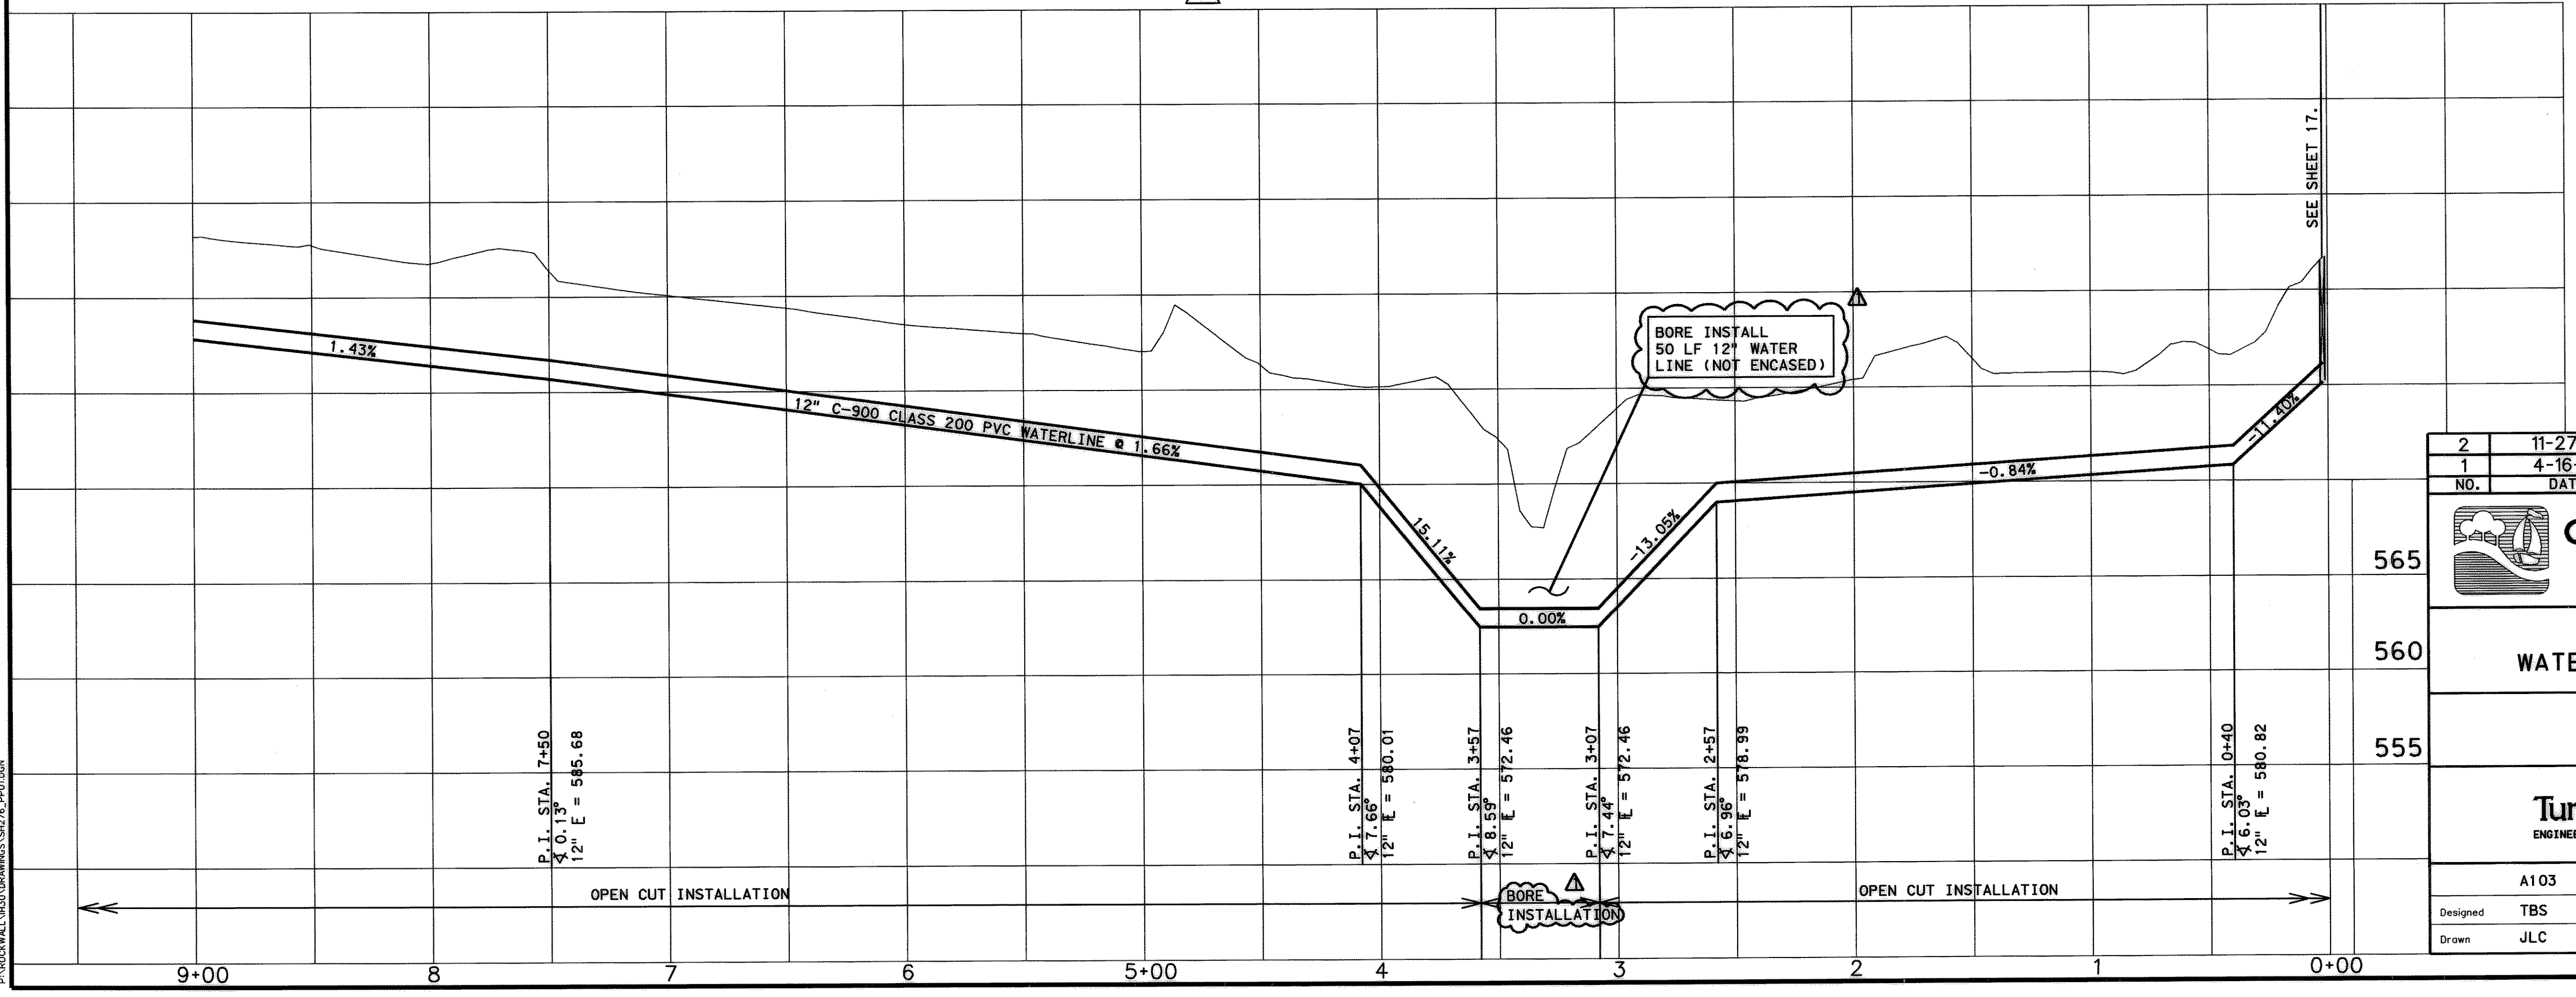 SEE SHEET 17.
BORE INSTALL
50 LF 12" WATER
LINE (NOT ENCASED)
1
1.43%
12" C-900 CLASS 200 PVC WATERLINE @ 1.66%
15.11%
0.00%
-13.05%
-0.84%
-11.40%
2 11-27
1 4-16-
NO. DAT
565
560
555
WATE
P.I. STA. 7+50
∢ 0.13°
12" ℄ = 585.68
P.I. STA. 4+07
∢ 7.66°
12" ℄ = 580.01
P.I. STA. 3+57
∢ 8.59°
12" ℄ = 572.46
P.I. STA. 3+07
∢ 7.44°
12" ℄ = 572.46
P.I. STA. 2+57
∢ 6.96°
12" ℄ = 578.99
P.I. STA. 0+40
∢ 6.03°
12" ℄ = 580.82
Tur
ENGINEE
OPEN CUT INSTALLATION
BORE
INSTALLATION
1
OPEN CUT INSTALLATION
A103
Designed TBS
Drawn JLC
9+00 8 7 6 5+00 4 3 2 1 0+00